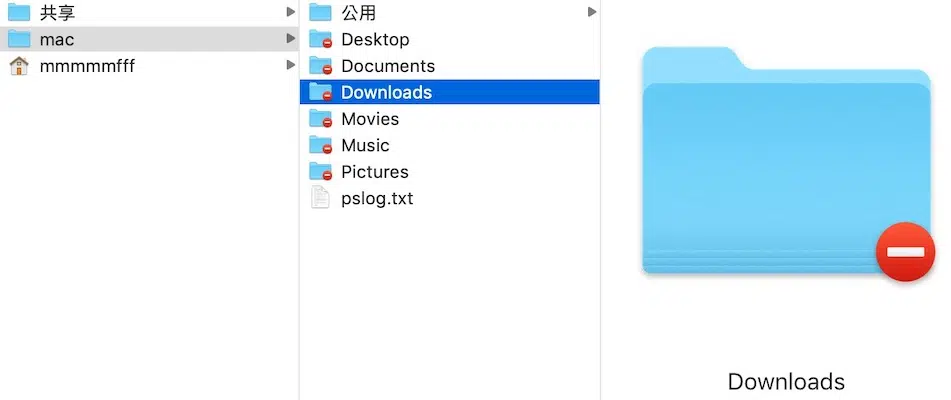 共享
mac
mmmmmfff
公用
Desktop
Documents
Downloads
Movies
Music
Pictures
pslog.txt
Downloads